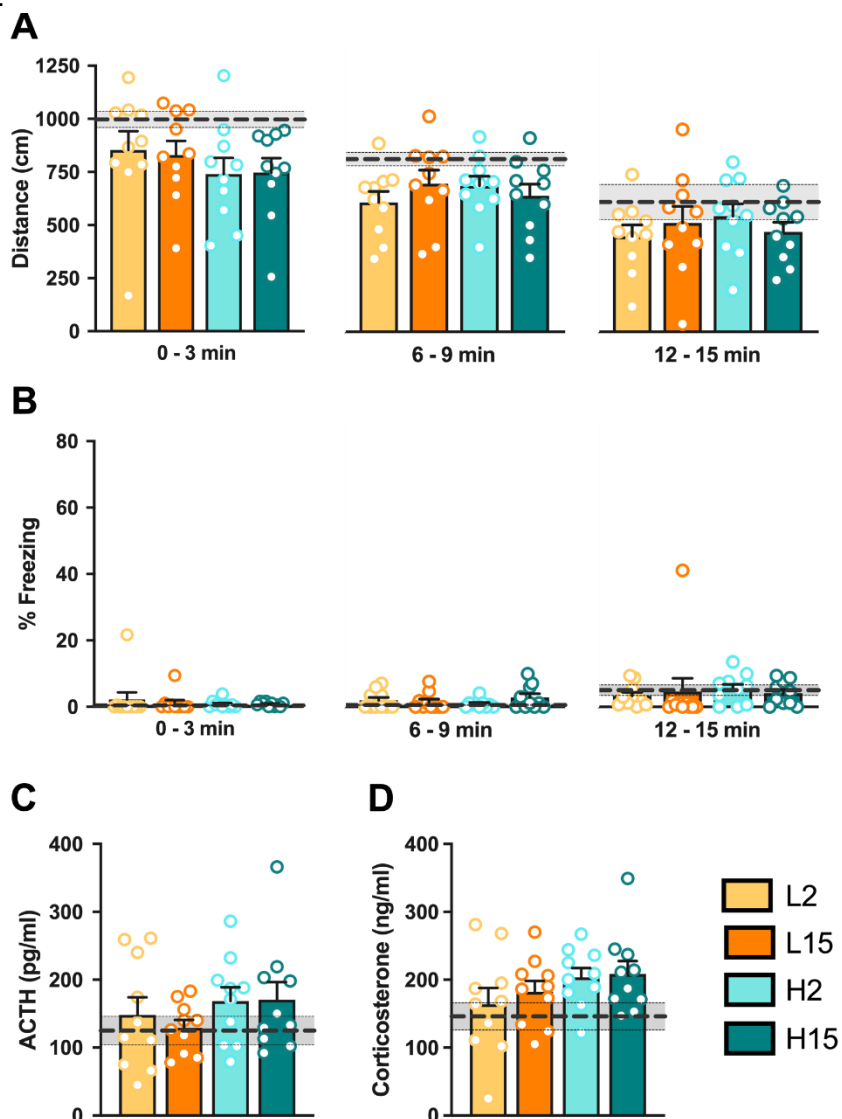 A
Distance (cm)
1250
1000
750
500
250
0
0 - 3 min
6 - 9 min
12 - 15 min
B
% Freezing
80
60
40
20
0
0 - 3 min
6 - 9 min
12 - 15 min
C
ACTH (pg/ml)
400
300
200
100
0
D
Corticosterone (ng/ml)
400
300
200
100
0
L2
L15
H2
H15